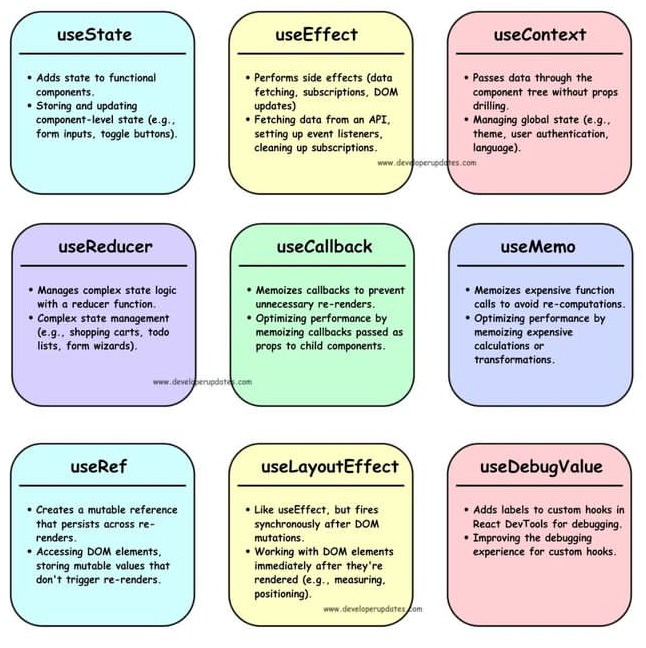 useState
• Adds state to functional
components.
• Storing and updating
component-level state (e.g.,
form inputs, toggle buttons).
useEffect
• Performs side effects (data
fetching, subscriptions, DOM
updates)
• Fetching data from an API,
setting up event listeners,
cleaning up subscriptions.
useContext
• Passes data through the
component tree without props
drilling.
• Managing global state (e.g.,
theme, user authentication,
language).
www.developerupdates.com
useReducer
• Manages complex state logic
with a reducer function.
• Complex state management
(e.g., shopping carts, todo
lists, form wizards).
useCallback
• Memoizes callbacks to prevent
unnecessary re-renders.
• Optimizing performance by
memoizing callbacks passed as
props to child components.
useMemo
• Memoizes expensive function
calls to avoid re-computations.
• Optimizing performance by
memoizing expensive
calculations or
transformations.
www.developerupdates.com
useRef
• Creates a mutable reference
that persists across re-
renders.
• Accessing DOM elements,
storing mutable values that
don't trigger re-renders.
useLayoutEffect
• Like useEffect, but fires
synchronously after DOM
mutations.
• Working with DOM elements
immediately after they're
rendered (e.g., measuring,
positioning).
useDebugValue
• Adds labels to custom hooks in
React DevTools for debugging.
• Improving the debugging
experience for custom hooks.
www.developerupdates.com